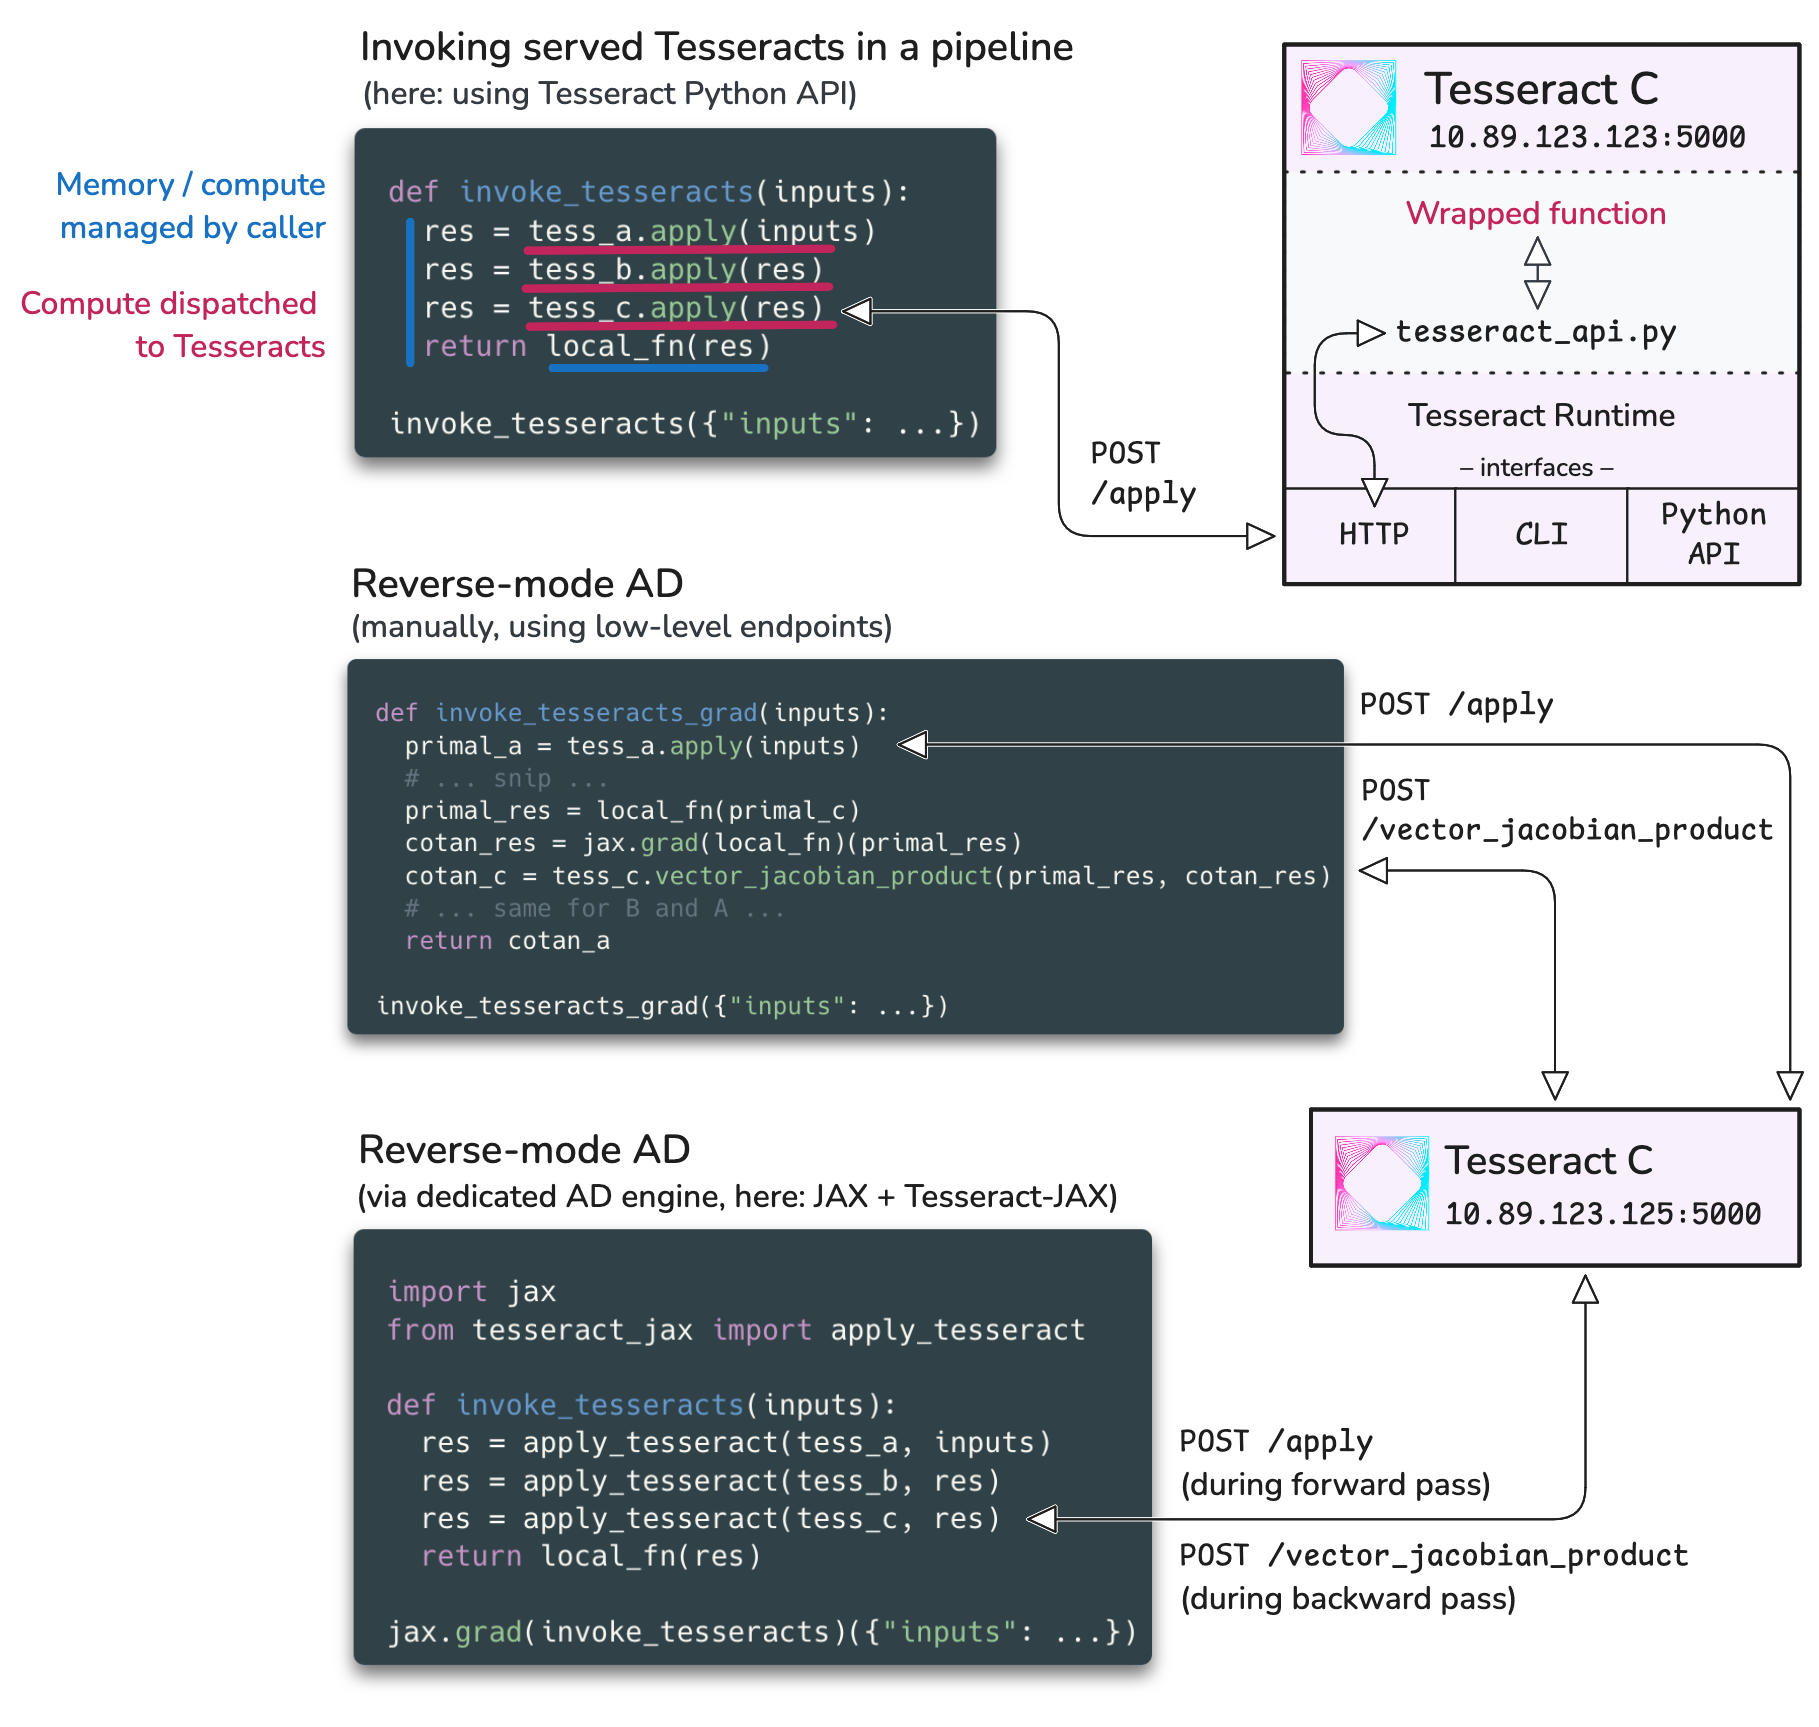 Invoking served Tesseracts in a pipeline
(here: using Tesseract Python API)
Memory / compute
managed by caller
Compute dispatched
to Tesseracts
def invoke_tesseracts(inputs):
  res = tess_a.apply(inputs)
  res = tess_b.apply(res)
  res = tess_c.apply(res)
  return local_fn(res)
invoke_tesseracts({"inputs": ...})
POST
/apply
Tesseract C
10.89.123.123:5000
Wrapped function
tesseract_api.py
Tesseract Runtime
– interfaces –
HTTP
CLI
Python
API
Reverse-mode AD
(manually, using low-level endpoints)
def invoke_tesseracts_grad(inputs):
  primal_a = tess_a.apply(inputs)
  # ... snip ...
  primal_res = local_fn(primal_c)
  cotan_res = jax.grad(local_fn)(primal_res)
  cotan_c = tess_c.vector_jacobian_product(primal_res, cotan_res)
  # ... same for B and A ...
  return cotan_a
invoke_tesseracts_grad({"inputs": ...})
POST /apply
POST
/vector_jacobian_product
Tesseract C
10.89.123.125:5000
Reverse-mode AD
(via dedicated AD engine, here: JAX + Tesseract-JAX)
import jax
from tesseract_jax import apply_tesseract
def invoke_tesseracts(inputs):
  res = apply_tesseract(tess_a, inputs)
  res = apply_tesseract(tess_b, res)
  res = apply_tesseract(tess_c, res)
  return local_fn(res)
jax.grad(invoke_tesseracts)({"inputs": ...})
POST /apply
(during forward pass)
POST /vector_jacobian_product
(during backward pass)